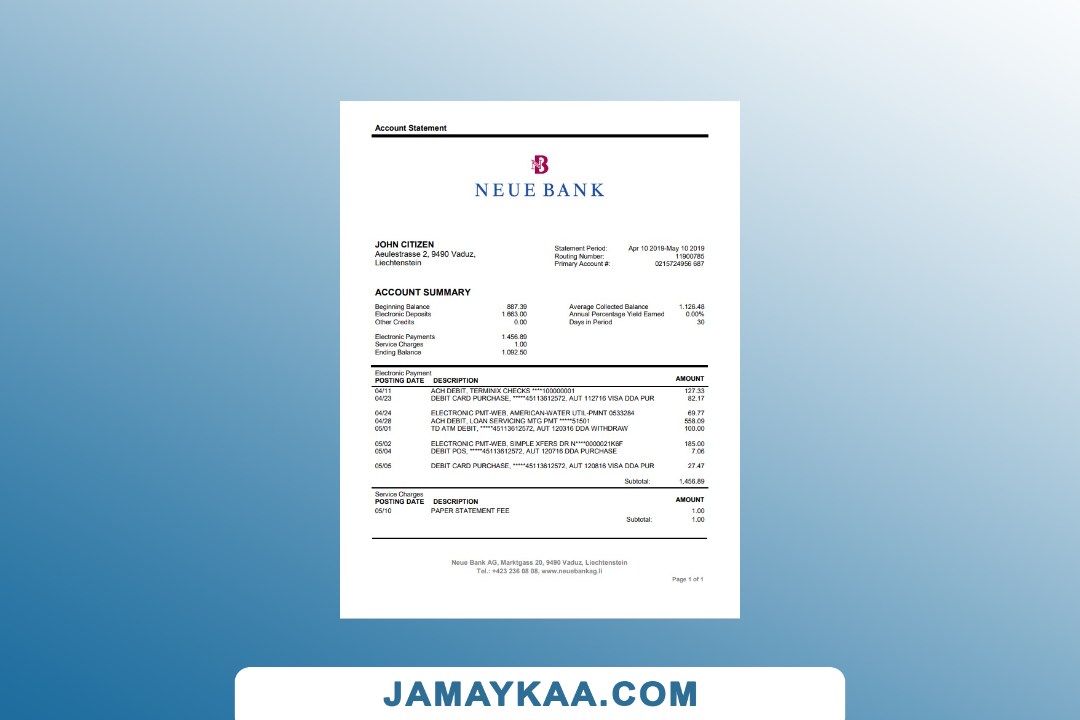 Account Statement
NB
NEUE BANK
JOHN CITIZEN
Aeulestrasse 2, 9490 Vaduz,
Liechtenstein
Statement Period: Apr 10 2019-May 10 2019
Routing Number: 11900785
Primary Account #: 0215724956 687
ACCOUNT SUMMARY
Beginning Balance 887.39 Average Collected Balance 1.126.48
Electronic Deposits 1.663.00 Annual Percentage Yield Earned 0.00%
Other Credits 0.00 Days in Period 30
Electronic Payments 1.456.89
Service Charges 1.00
Ending Balance 1.092.50
Electronic Payment
POSTING DATE DESCRIPTION AMOUNT
04/11 ACH DEBIT, TERMINIX CHECKS ****100000001 127.33
04/23 DEBIT CARD PURCHASE, *****45113612572, AUT 112716 VISA DDA PUR 82.17
04/24 ELECTRONIC PMT-WEB, AMERICAN-WATER UTIL-PMNT 0533284 69.77
04/28 ACH DEBIT, LOAN SERVICING MTG PMT *****51501 558.09
05/01 TD ATM DEBIT, *****45113612572, AUT 120316 DDA WITHDRAW 100.00
05/02 ELECTRONIC PMT-WEB, SIMPLE XFERS DR N****0000021K6F 185.00
05/04 DEBIT POS, *****45113612572, AUT 120716 DDA PURCHASE 7.06
05/05 DEBIT CARD PURCHASE, *****45113612572, AUT 120816 VISA DDA PUR 27.47
Subtotal: 1,456.89
Service Charges
POSTING DATE DESCRIPTION AMOUNT
05/10 PAPER STATEMENT FEE 1.00
Subtotal: 1.00
Neue Bank AG, Marktgass 20, 9490 Vaduz, Liechtenstein
Tel.: +423 236 08 08, www.neuebankag.li
Page 1 of 1
JAMAYKAA.COM